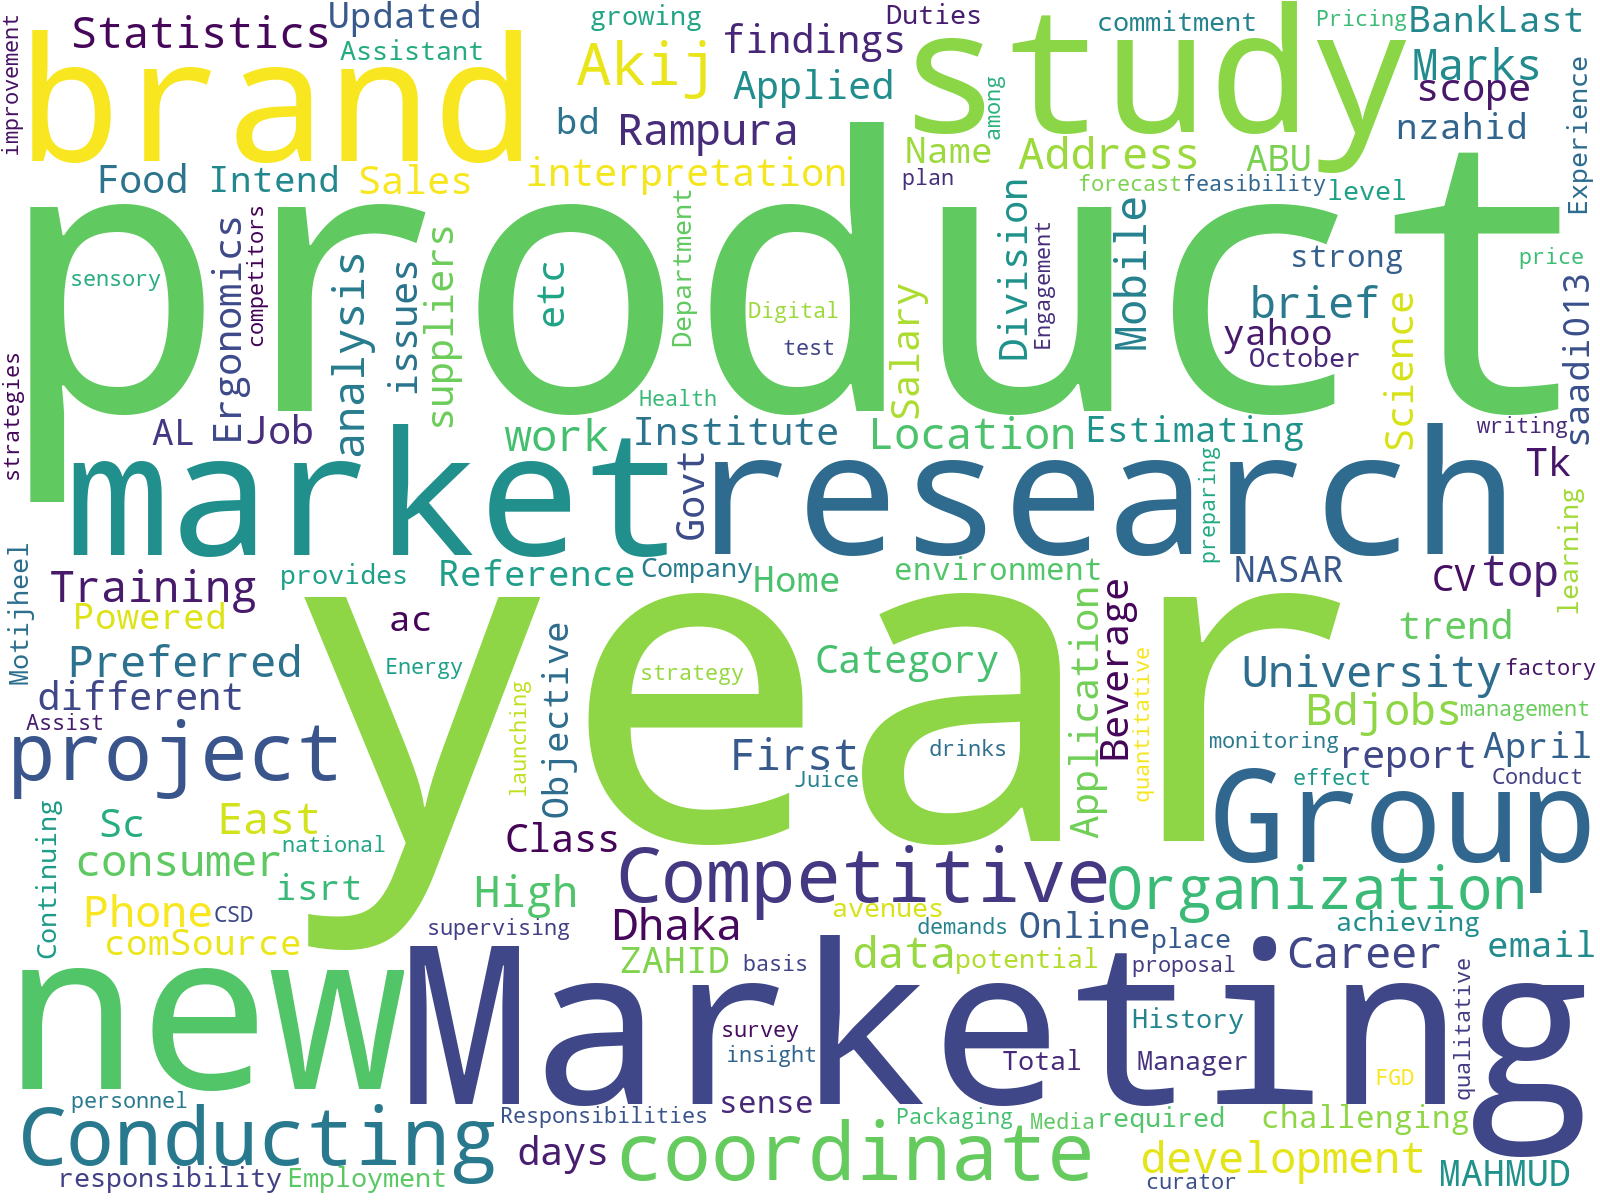 improvement
Statistics
Updated
Assistant
growing
Akij
findings
Duties
commitment
Pricing
BankLast
brand
study
bd
Applied
among
Marks
scope
nzahid
Experience
Rampura
Name
Address
ABU
Food
Intend
Sales
interpretation
plan
forecast
feasibility
level
product
sensory
Ergonomics
competitors
analysis
issues
suppliers
etc
Department
Digital
test
Salary
Division
Engagement
Mobile
strong
brief
yahoo
October
price
Science
saadi013
strategies
AL
Job
Health
work
Institute
Location
Estimating
writing
Tk
market
Govt
research
preparing
learning
Motijheel
Training
provides
Reference
Company
Home
environment
NASAR
CV
top
Powered
ac
year
Application
Beverage
trend
Preferred
Energy
Objective
strategy
Category
quantitative
University
factory
different
Assist
launching
Bdjobs
management
project
First
drinks
Juice
monitoring
report
April
effect
Conduct
Group
Continuing
Sc
East
national
Class
consumer
isrt
High
Competitive
Organization
Phone
CSD
supervising
Dhaka
avenues
demands
Online
place
achieving
comSource
ZAHID
basis
data
potential
proposal
Career
email
new
Marketing
survey
insight
History
Total
Manager
qualitative
FGD
personnel
Responsibilities
sense
Packaging
Media
required
challenging
Conducting
days
coordinate
development
responsibility
Employment
curator
MAHMUD